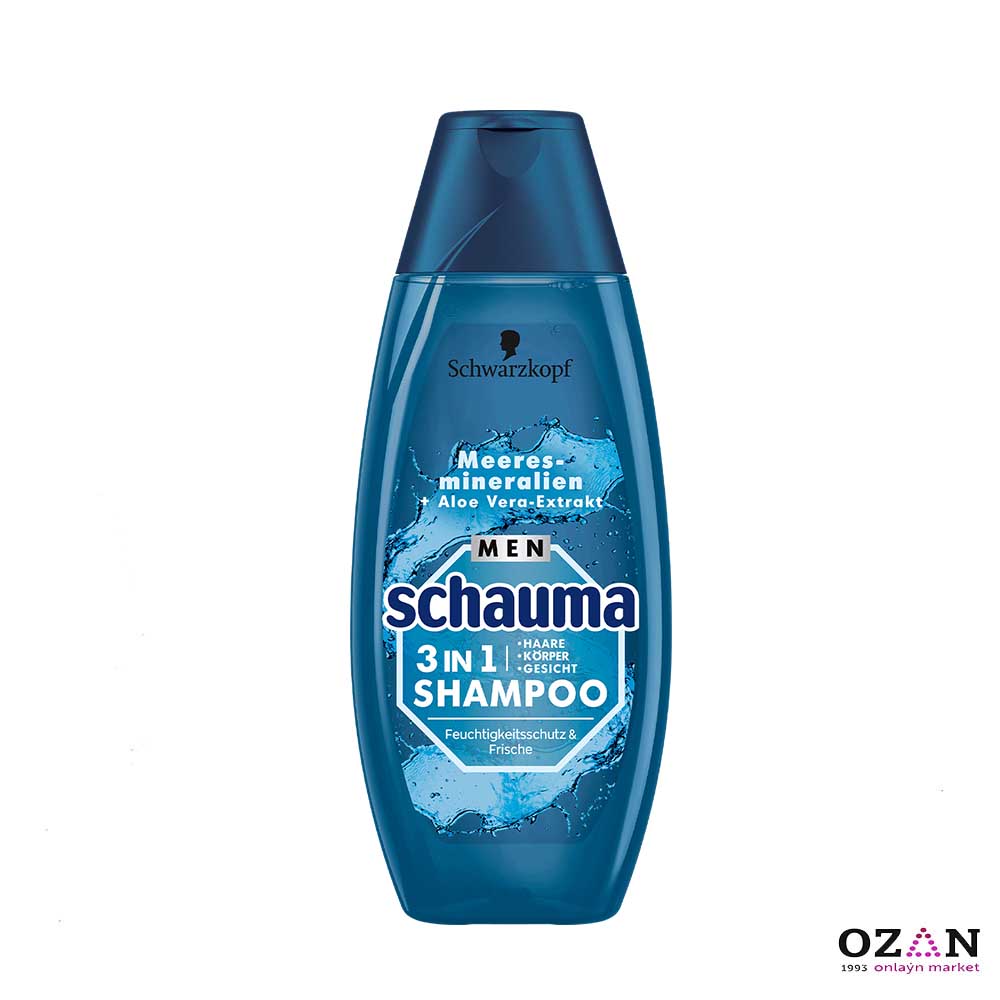 Schwarzkopf
Meeres-
mineralien
+ Aloe Vera-Extrakt
MEN
schauma
3 IN 1
•HAARE
•KÖRPER
•GESICHT
SHAMPOO
Feuchtigkeitsschutz &
Frische
OZAN
1993 onlaýn market